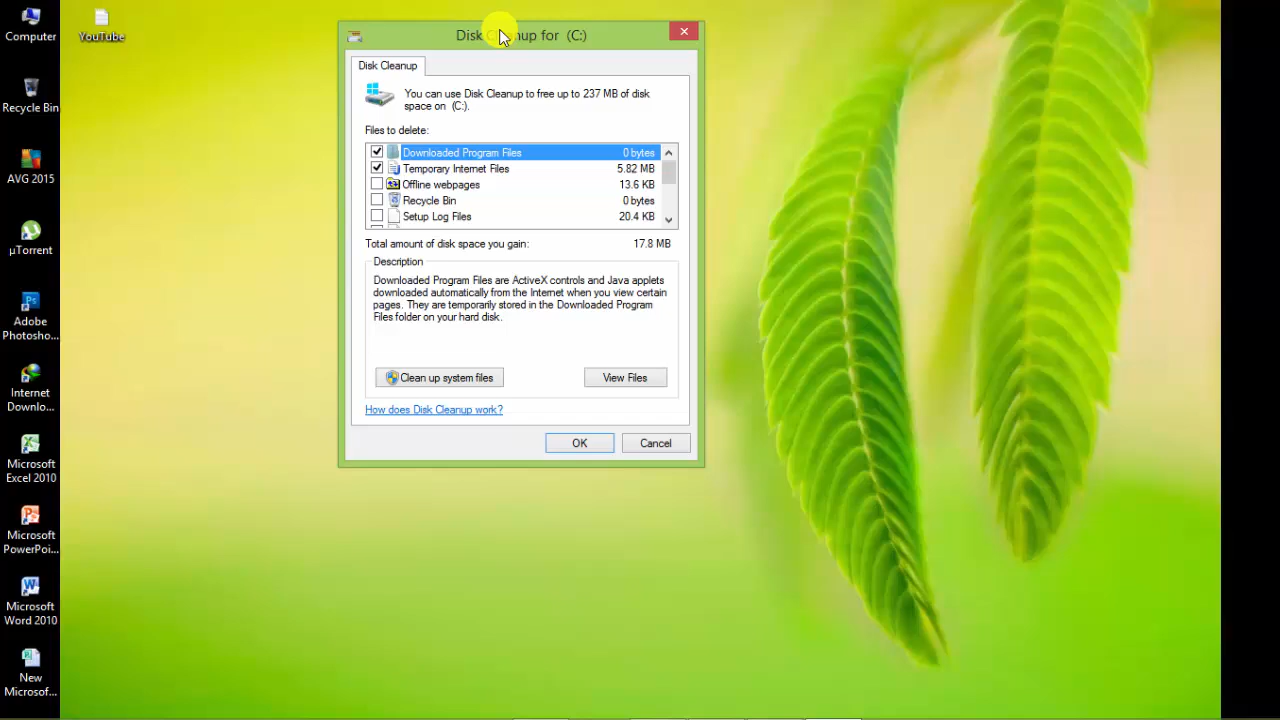 Computer
YouTube
Recycle Bin
AVG 2015
µTorrent
Adobe
Photosho...
Internet
Downlo...
Microsoft
Excel 2010
Microsoft
PowerPoi...
Microsoft
Word 2010
New
Microsof...
for (C:)
Disk Cleanup
You can use Disk Cleanup to free up to 237 MB of disk
space on (C:).
Files to delete:
Downloaded Program Files 0 bytes
Temporary Internet Files 5.82 MB
Offline webpages 13.6 KB
Recycle Bin 0 bytes
Setup Log Files 20.4 KB
Total amount of disk space you gain: 17.8 MB
Description
Downloaded Program Files are ActiveX controls and Java applets
downloaded automatically from the Internet when you view certain
pages. They are temporarily stored in the Downloaded Program
Files folder on your hard disk.
Clean up system files
View Files
How does Disk Cleanup work?
OK
Cancel